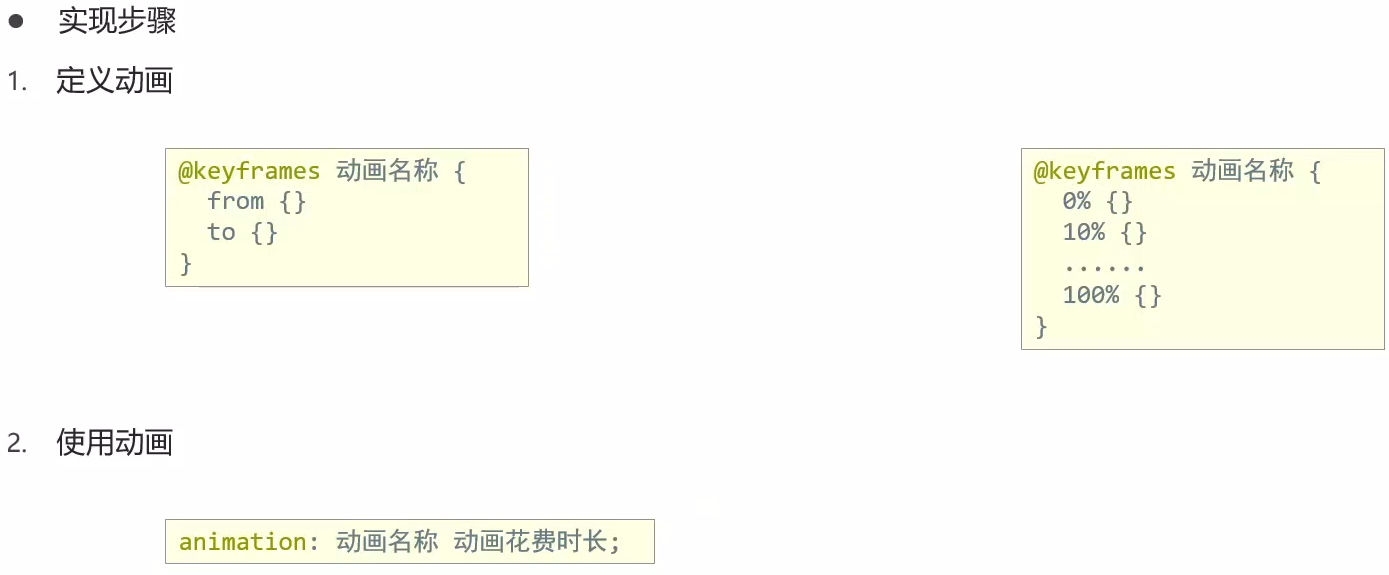 ● 实现步骤
1. 定义动画
@keyframes 动画名称 {
  from {}
  to {}
}
@keyframes 动画名称 {
  0% {}
  10% {}
  ......
  100% {}
}
2. 使用动画
animation: 动画名称 动画花费时长;